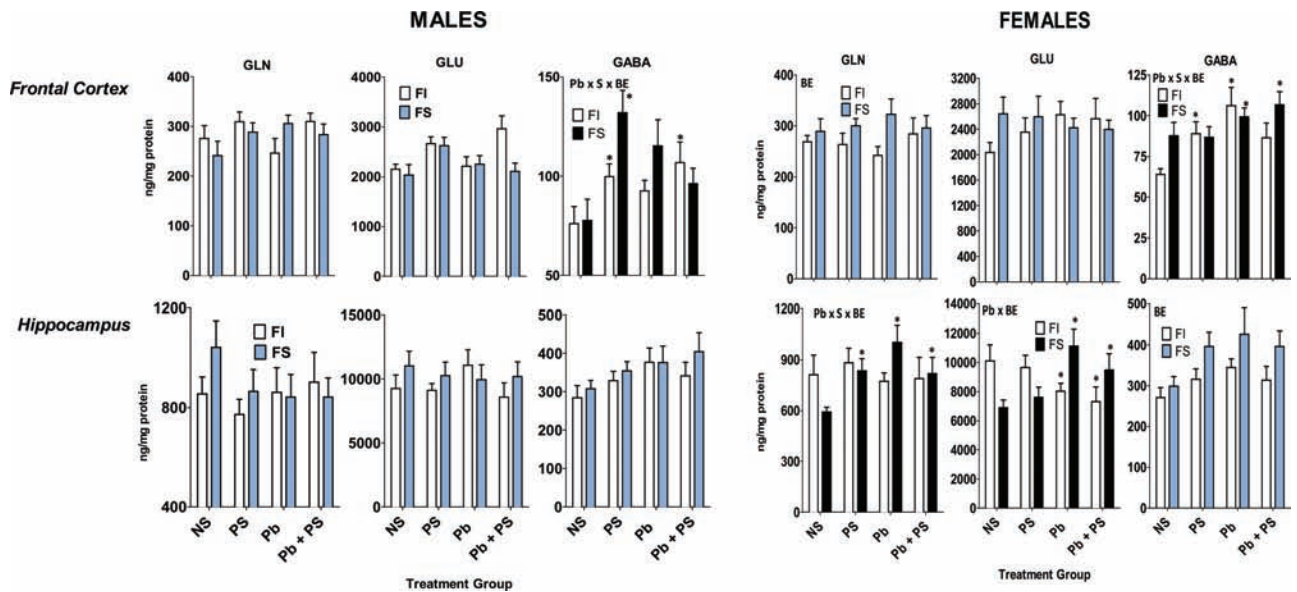 MALES
FEMALES
GLN
GLU
GABA
GLN
GLU
GABA
Frontal Cortex
ng/mg protein
400
300
200
100
0
4000
3000
2000
1000
0
FI
FS
150
100
50
Pb x S x BE
FI
FS
*
*
*
ng/mg protein
400
300
200
100
0
BE
FI
FS
3200
2800
2400
2000
1600
1200
800
400
0
125
100
75
50
25
0
Pb x S x BE
FI
FS
*
*
*
*
Hippocampus
ng/mg protein
1200
800
400
FI
FS
15000
10000
5000
0
500
400
300
200
100
0
ng/mg protein
1200
900
600
300
0
Pb x S x BE
*
*
*
14000
12000
10000
8000
6000
4000
2000
0
Pb x BE
FI
FS
*
*
*
*
500
400
300
200
100
0
BE
FI
FS
NS PS Pb Pb + PS
NS PS Pb Pb + PS
NS PS Pb Pb + PS
NS PS Pb Pb + PS
NS PS Pb Pb + PS
NS PS Pb Pb + PS
Treatment Group
Treatment Group